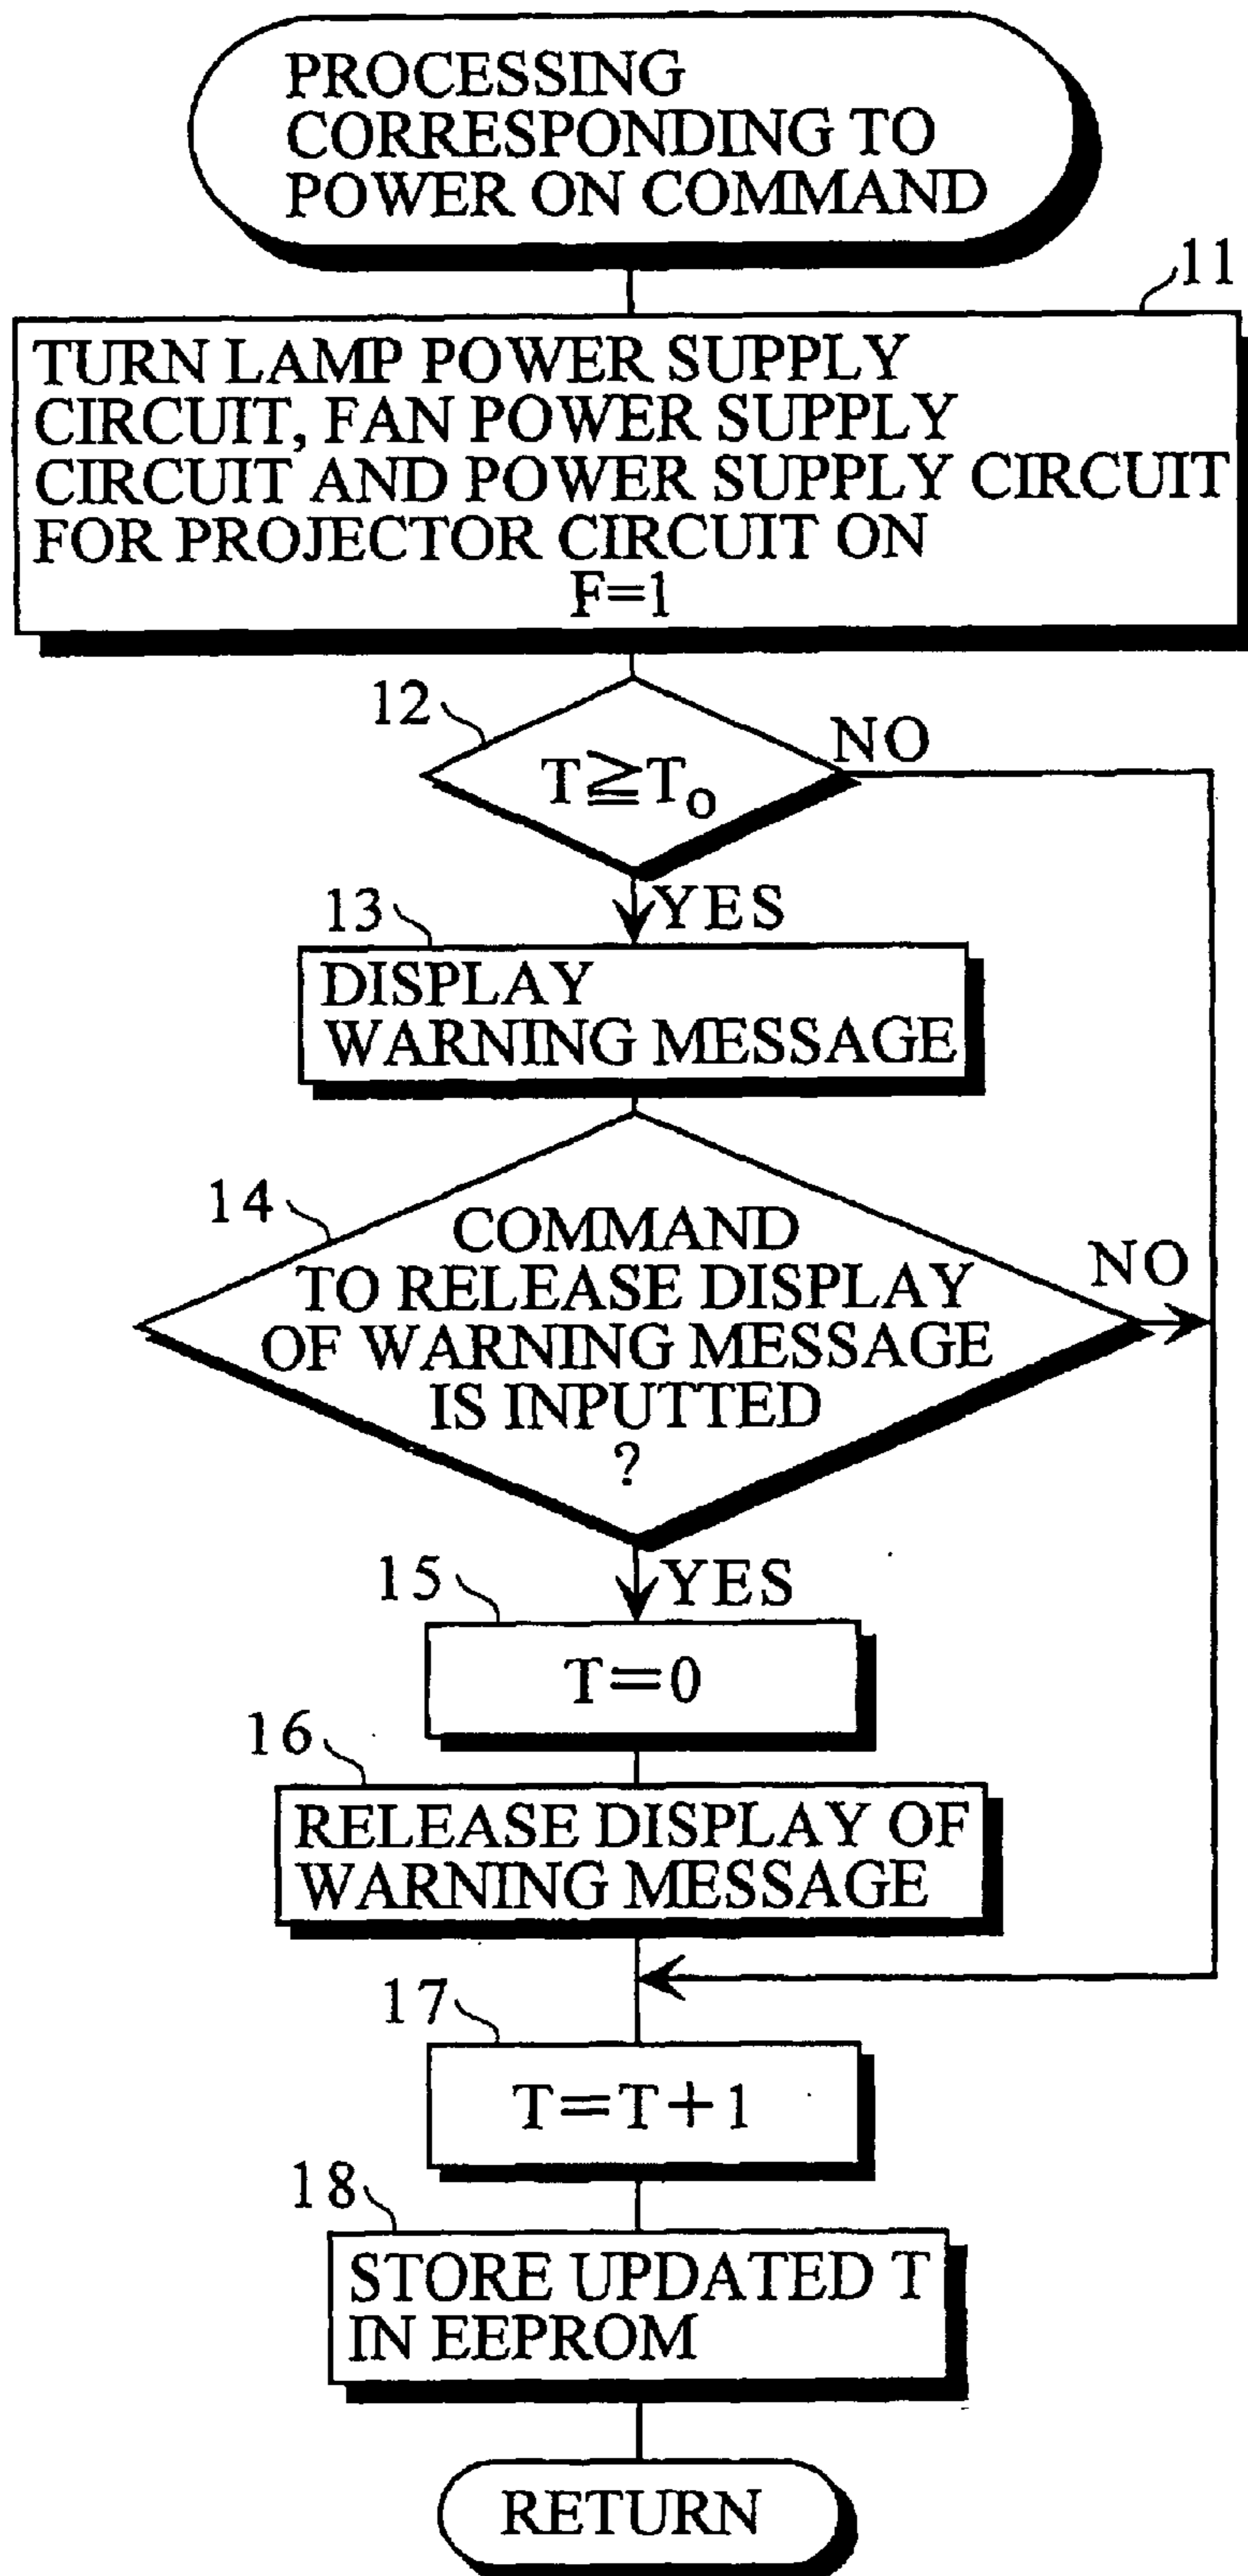 PROCESSING
CORRESPONDING TO
POWER ON COMMAND
11
TURN LAMP POWER SUPPLY
CIRCUIT, FAN POWER SUPPLY
CIRCUIT AND POWER SUPPLY CIRCUIT
FOR PROJECTOR CIRCUIT ON
F=1
12
T≧T₀
NO
YES
13
DISPLAY
WARNING MESSAGE
14
COMMAND
TO RELEASE DISPLAY
OF WARNING MESSAGE
IS INPUTTED
?
NO
YES
15
T=0
16
RELEASE DISPLAY OF
WARNING MESSAGE
17
T=T+1
18
STORE UPDATED T
IN EEPROM
RETURN